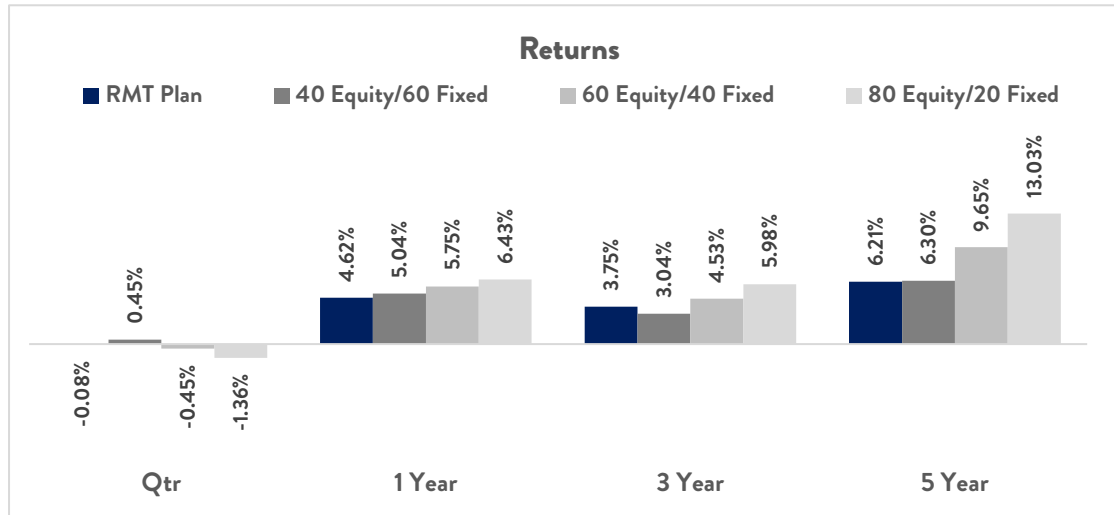 Returns
RMT Plan
40 Equity/60 Fixed
60 Equity/40 Fixed
80 Equity/20 Fixed
-0.08%
0.45%
-0.45%
-1.36%
4.62%
5.04%
5.75%
6.43%
3.75%
3.04%
4.53%
5.98%
6.21%
6.30%
9.65%
13.03%
Qtr
1 Year
3 Year
5 Year